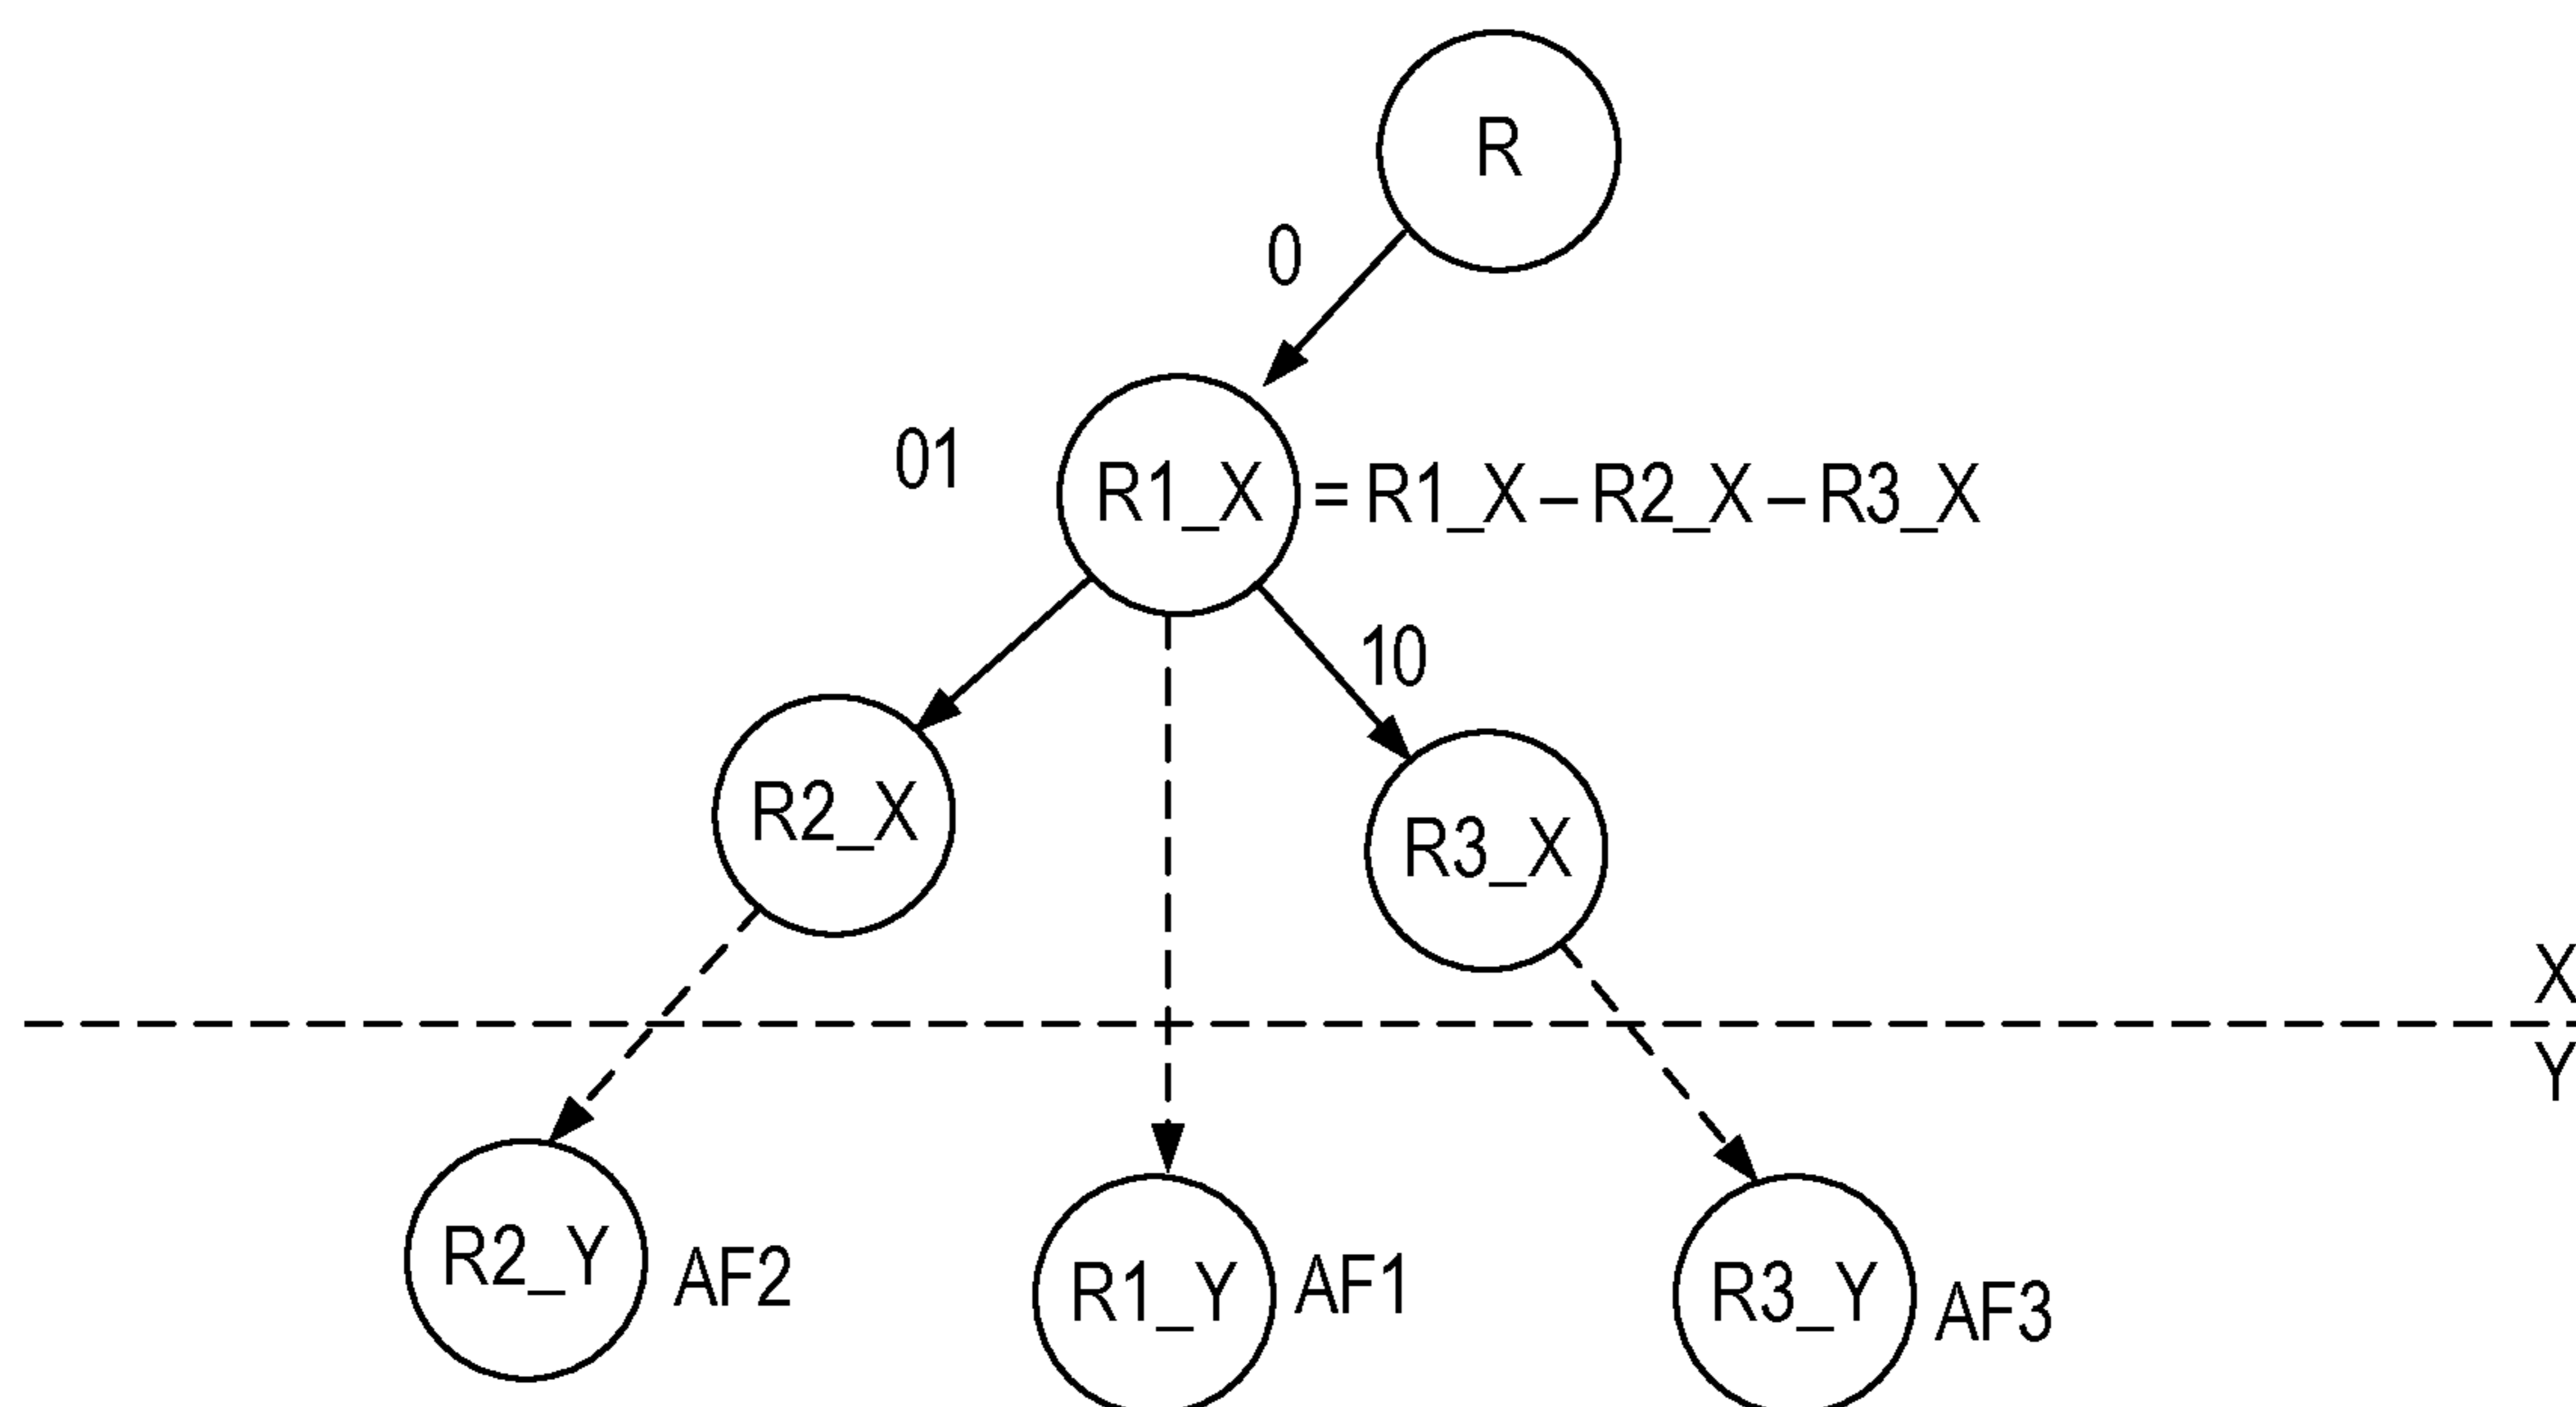 R
0
01
R1_X = R1_X – R2_X – R3_X
10
R2_X
R3_X
X
Y
R2_Y AF2
R1_Y AF1
R3_Y AF3